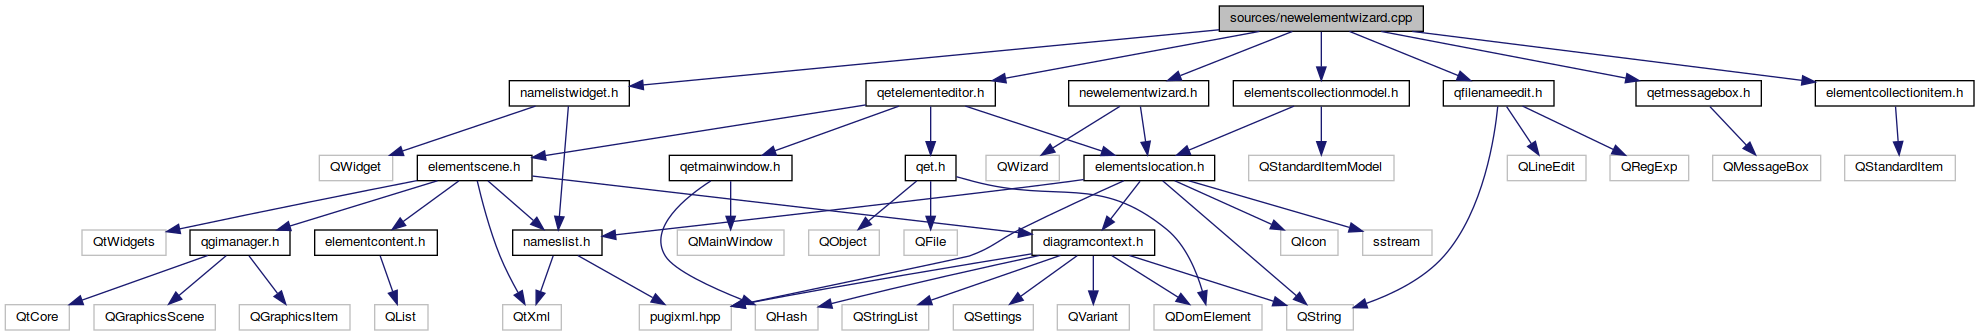 sources/newelementwizard.cpp
namelistwidget.h
qetelementeditor.h
newelementwizard.h
elementscollectionmodel.h
qfilenameedit.h
qetmessagebox.h
elementcollectionitem.h
QWidget
elementscene.h
qetmainwindow.h
qet.h
QWizard
elementslocation.h
QStandardItemModel
QLineEdit
QRegExp
QMessageBox
QStandardItem
QtWidgets
qgimanager.h
elementcontent.h
nameslist.h
QMainWindow
QObject
QFile
diagramcontext.h
QIcon
sstream
QtCore
QGraphicsScene
QGraphicsItem
QList
QtXml
pugixml.hpp
QHash
QStringList
QSettings
QVariant
QDomElement
QString